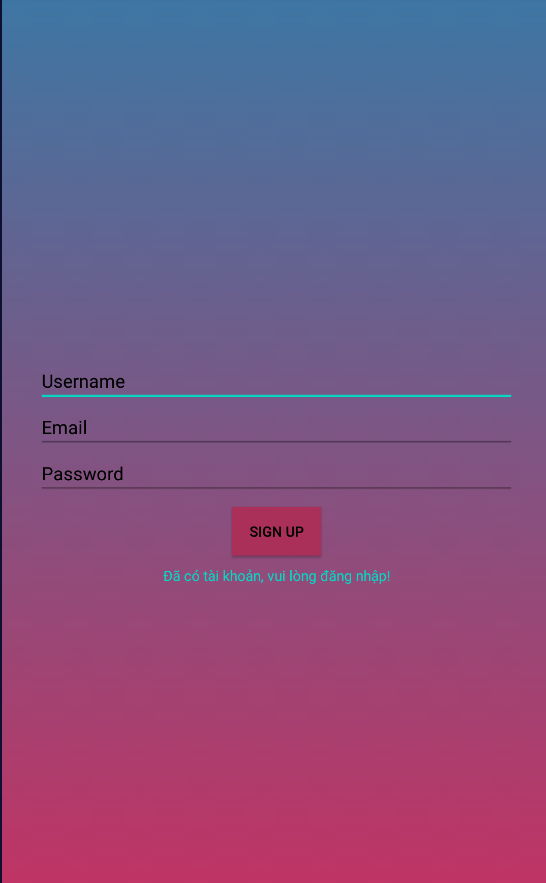 Username
Email
Password
SIGN UP
Đã có tài khoản, vui lòng đăng nhập!